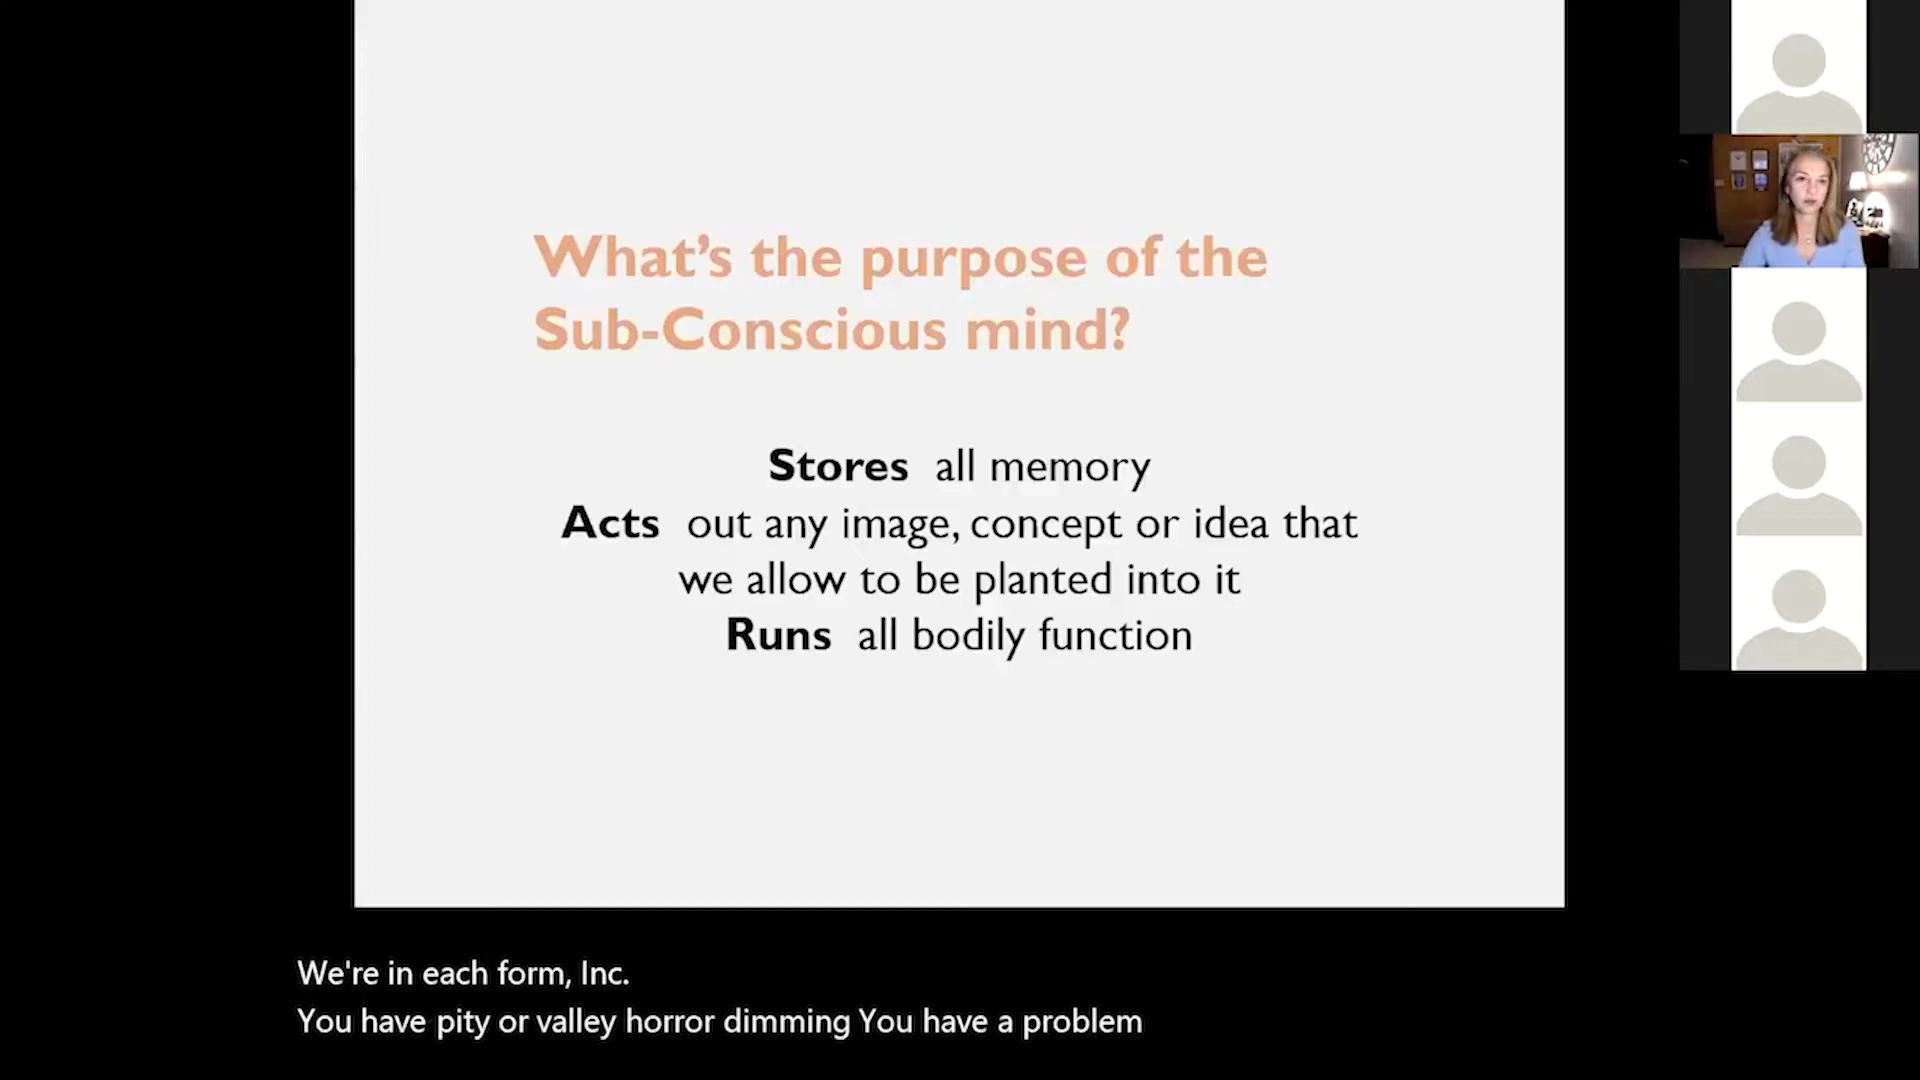 What's the purpose of the
Sub-Conscious mind?
Stores all memory
Acts out any image, concept or idea that
we allow to be planted into it
Runs all bodily function
We're in each form, Inc.
You have pity or valley horror dimming You have a problem